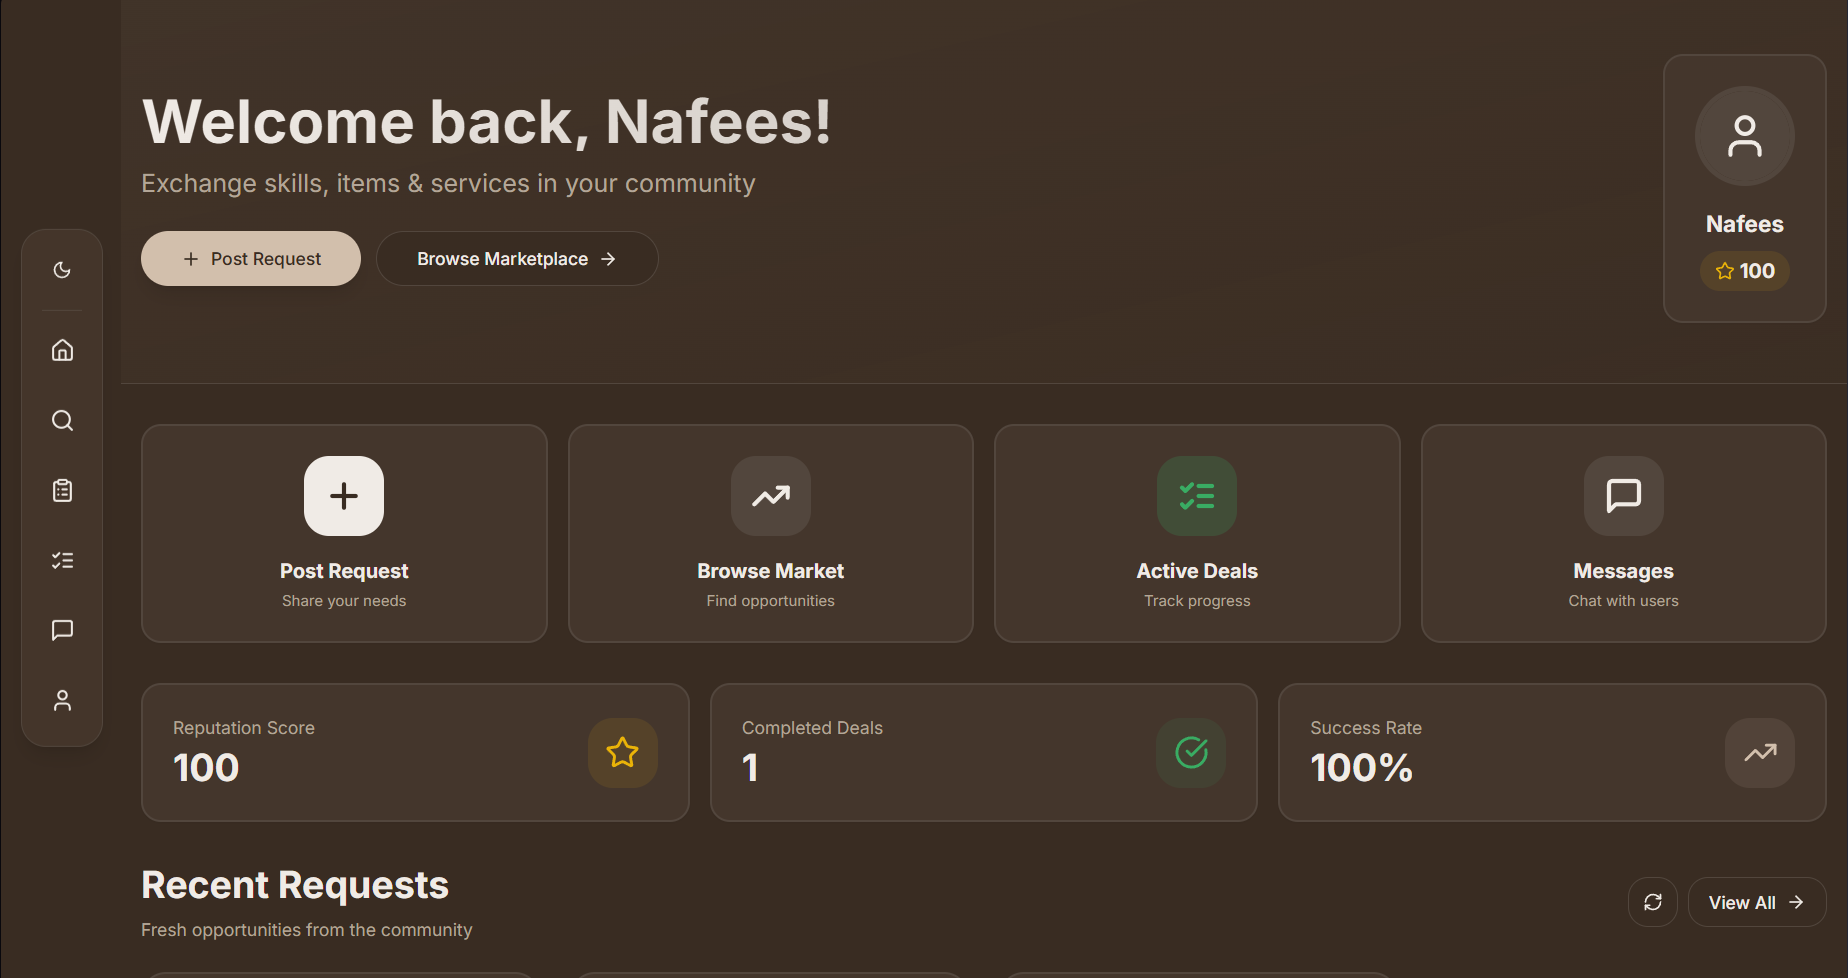 Welcome back, Nafees!
Exchange skills, items & services in your community
Post Request
Browse Marketplace
Nafees
100
Post Request
Share your needs
Browse Market
Find opportunities
Active Deals
Track progress
Messages
Chat with users
Reputation Score
100
Completed Deals
1
Success Rate
100%
Recent Requests
Fresh opportunities from the community
View All